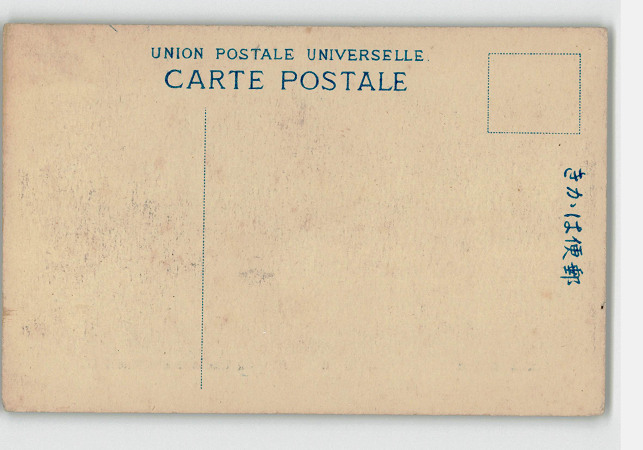 UNION POSTALE UNIVERSELLE.
CARTE POSTALE
郵便はかき